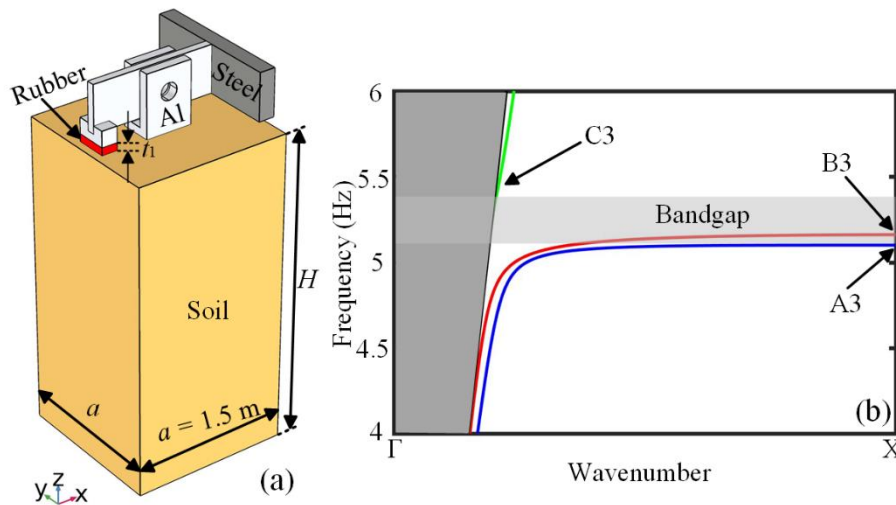 Rubber
Steel
Al
t1
H
Soil
a
a = 1.5 m
y z x
(a)
6
5.5
5
4.5
4
Frequency (Hz)
C3
B3
Bandgap
A3
(b)
Γ
X
Wavenumber